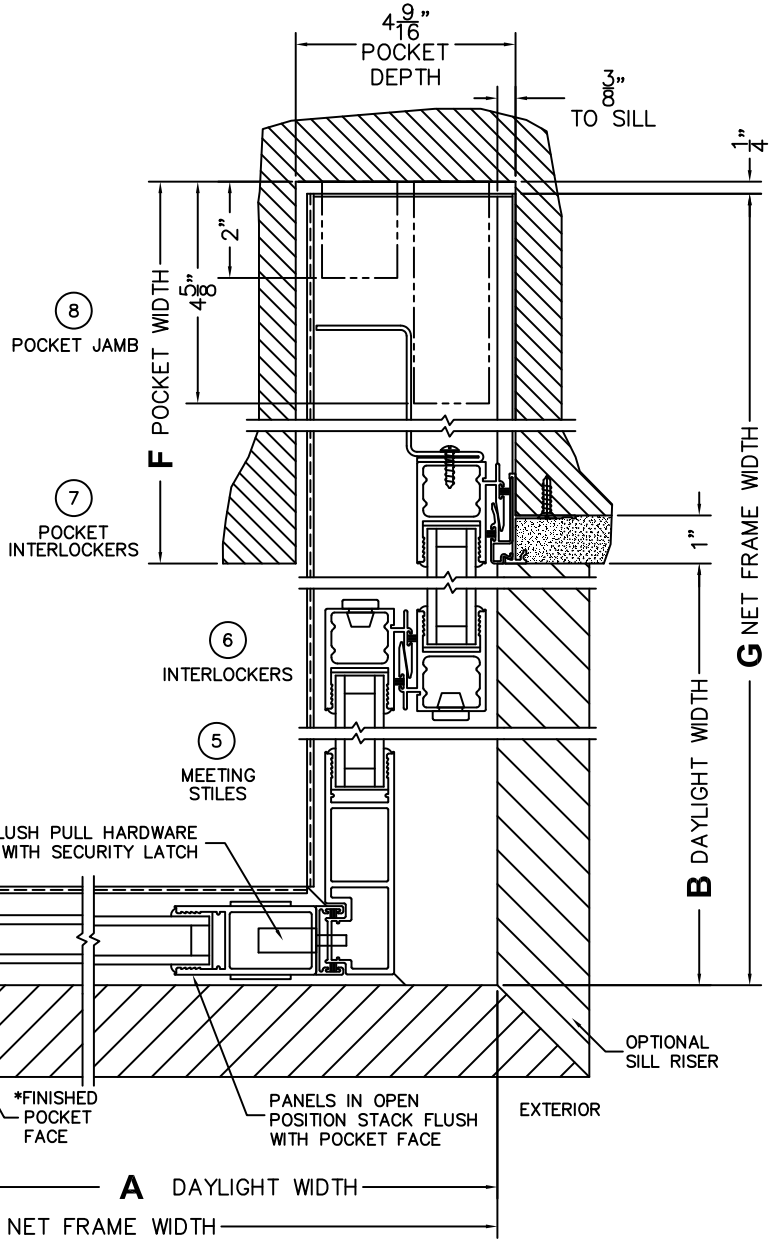 4 9/16"
POCKET
DEPTH
3/8"
TO SILL
1/4"
2"
4 5/8"
8
POCKET JAMB
F POCKET WIDTH
7
POCKET
INTERLOCKERS
1"
G NET FRAME WIDTH
6
INTERLOCKERS
5
MEETING
STILES
B DAYLIGHT WIDTH
LUSH PULL HARDWARE
WITH SECURITY LATCH
OPTIONAL
SILL RISER
*FINISHED
POCKET
FACE
PANELS IN OPEN
POSITION STACK FLUSH
WITH POCKET FACE
EXTERIOR
A DAYLIGHT WIDTH
NET FRAME WIDTH